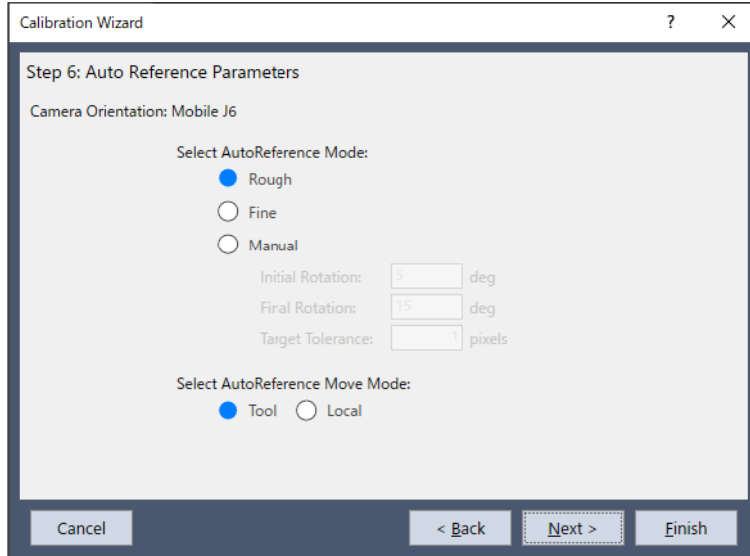 Calibration Wizard ? ×
Step 6: Auto Reference Parameters
Camera Orientation: Mobile J6
Select AutoReference Mode:
Rough
Fine
Manual
Initial Rotation: 5 deg
Final Rotation: 15 deg
Target Tolerance: 1 pixels
Select AutoReference Move Mode:
Tool Local
Cancel < Back Next > Finish